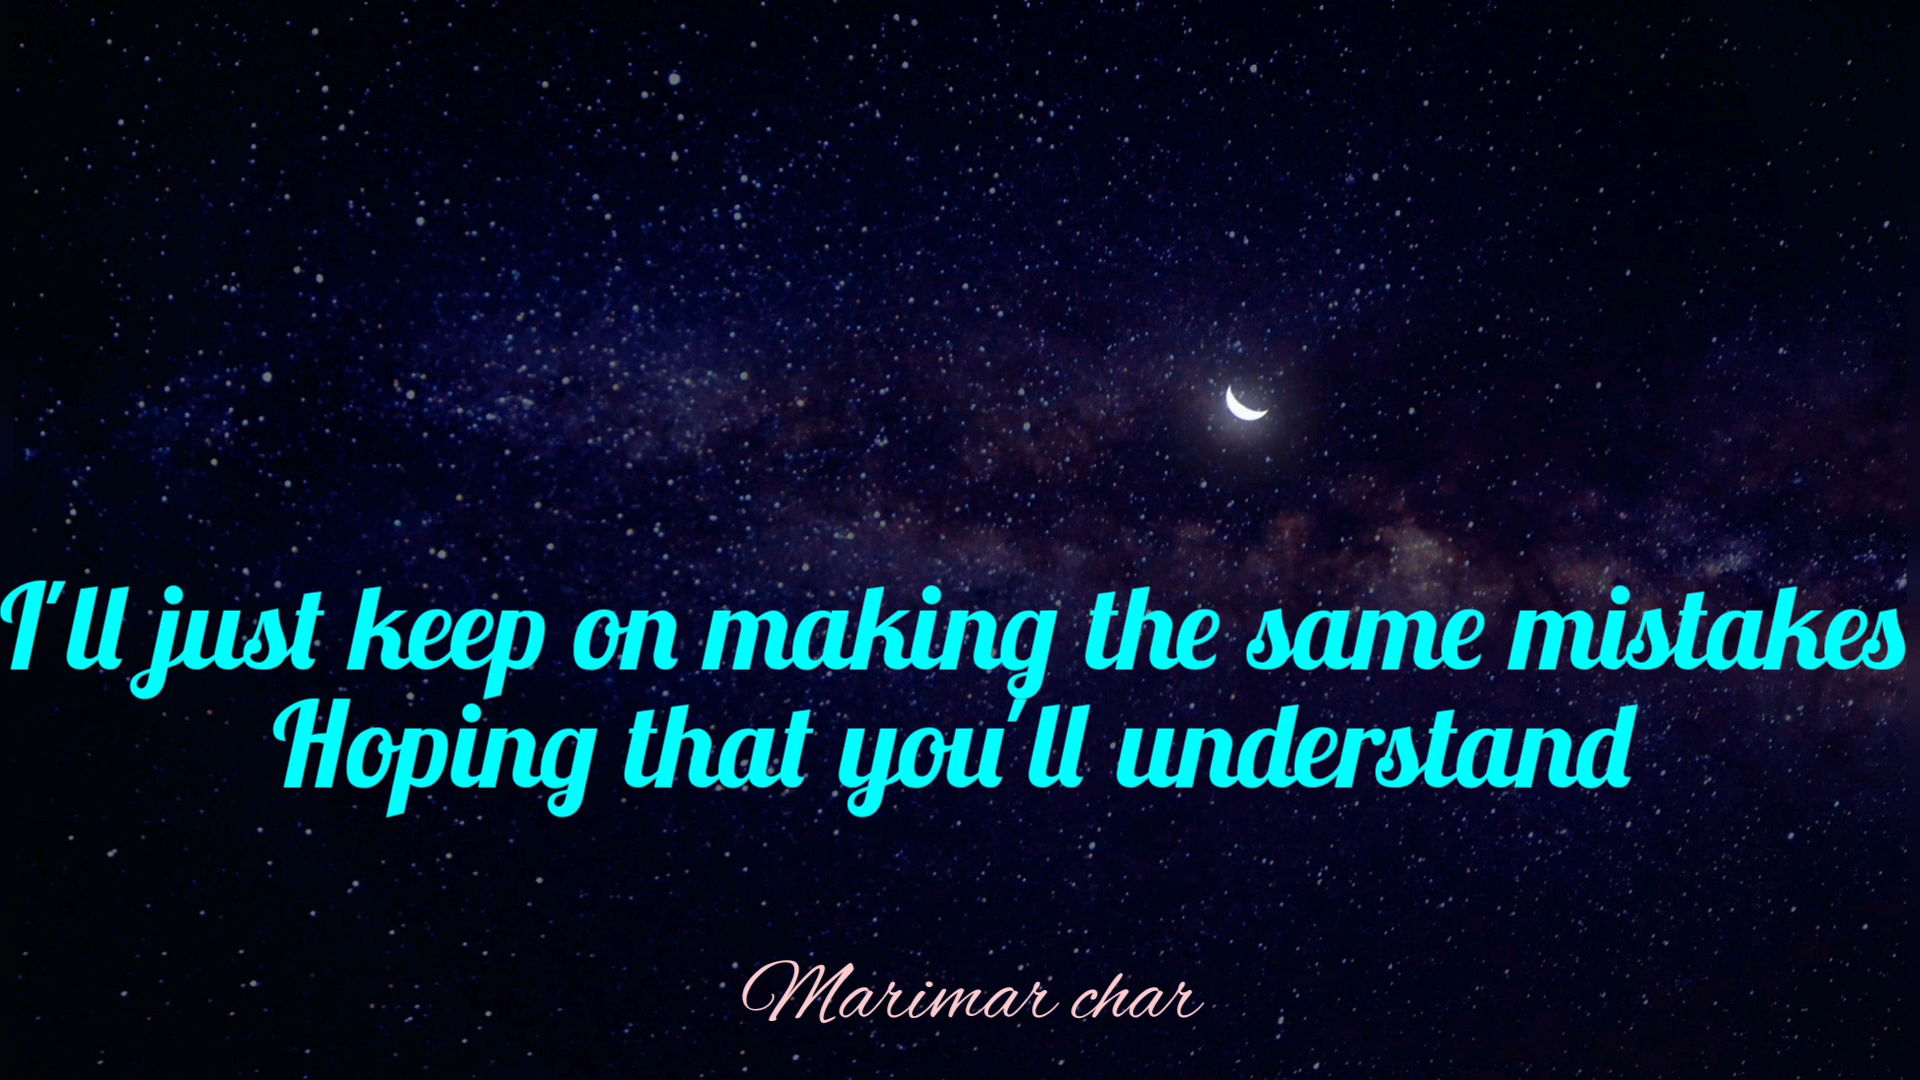 I'll just keep on making the same mistakes
Hoping that you'll understand
Marimar char